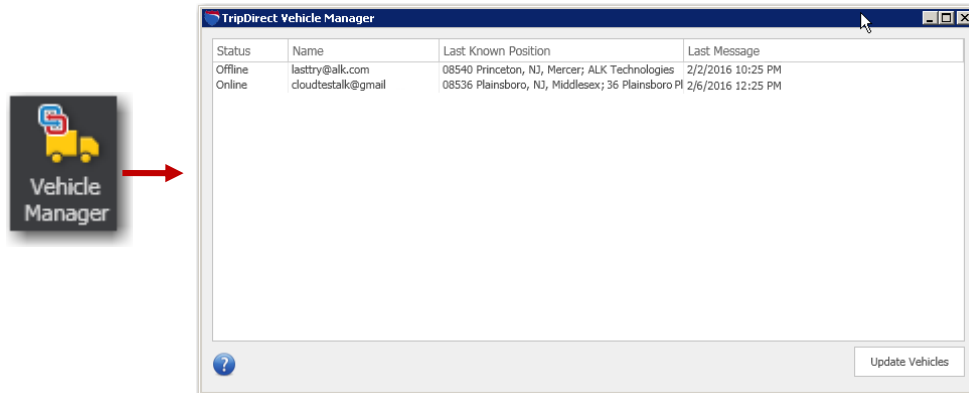 TripDirect Vehicle Manager
Status Name Last Known Position Last Message
Offline lasttry@alk.com 08540 Princeton, NJ, Mercer; ALK Technologies 2/2/2016 10:25 PM
Online cloudtestalk@gmail 08536 Plainsboro, NJ, Middlesex; 36 Plainsboro Pl 2/6/2016 12:25 PM
Vehicle
Manager
?
Update Vehicles